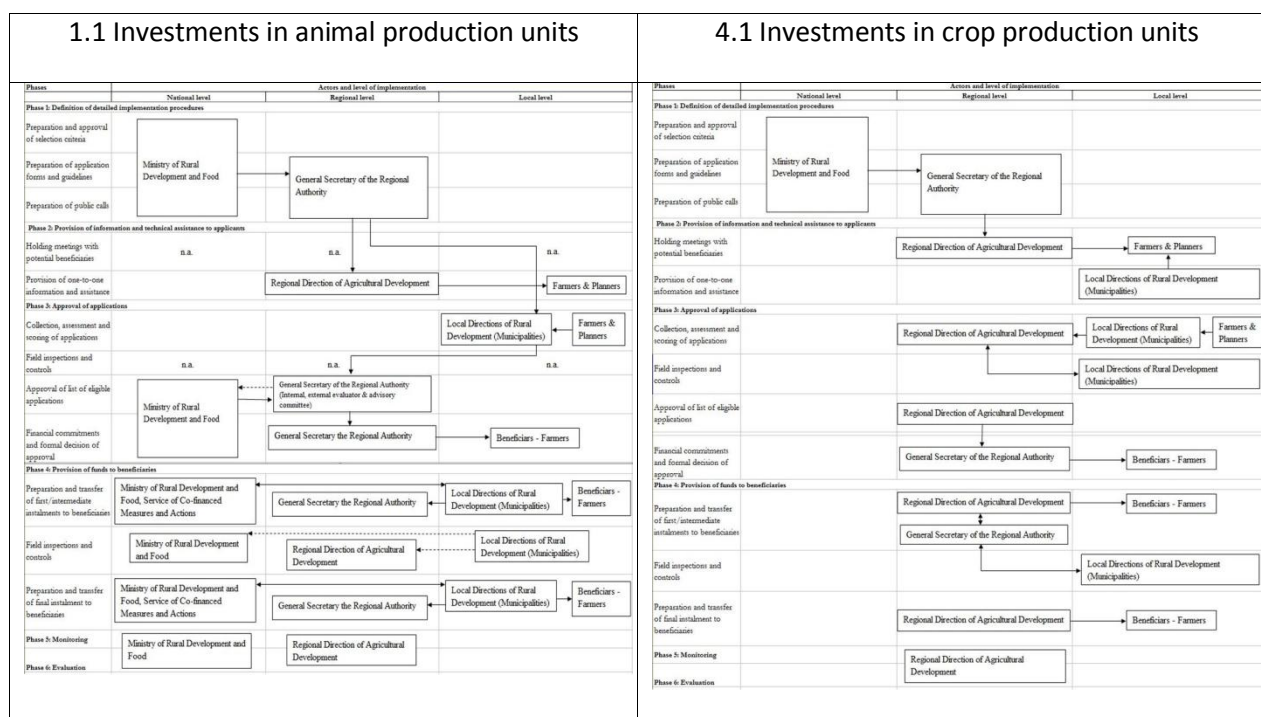 1.1 Investments in animal production units
Phases
Actors and level of implementation
National level
Regional level
Local level
Phase 1: Definition of detailed implementation procedures
Preparation and approval
of selection criteria
Preparation of application
forms and guidelines
Preparation of public calls
Ministry of Rural
Development and Food
General Secretary of the Regional
Authority
Phase 2: Provision of information and technical assistance to applicants
Holding meetings with
potential beneficiaries
n.a.
n.a.
n.a.
Provision of one-to-one
information and assistance
Regional Direction of Agricultural Development
Farmers & Planners
Phase 3: Approval of applications
Collection, assessment and
scoring of applications
Local Directions of Rural
Development (Municipalities)
Farmers &
Planners
Field inspections and
controls
n.a.
n.a.
n.a.
Approval of list of eligible
applications
Ministry of Rural
Development and Food
General Secretary of the Regional Authority
(Internal, external evaluator & advisory
committee)
Financial commitments
and formal decision of
approval
General Secretary the Regional Authority
Beneficiars - Farmers
Phase 4: Provision of funds to beneficiaries
Preparation and transfer
of first/intermediate
instalments to beneficiaries
Ministry of Rural Development and
Food, Service of Co-financed
Measures and Actions
General Secretary the Regional Authority
Local Directions of Rural
Development (Municipalities)
Beneficiars -
Farmers
Field inspections and
controls
Ministry of Rural Development
and Food
Regional Direction of Agricultural
Development
Local Directions of Rural
Development (Municipalities)
Preparation and transfer
of final instalment to
beneficiaries
Ministry of Rural Development and
Food, Service of Co-financed
Measures and Actions
General Secretary the Regional Authority
Local Directions of Rural
Development (Municipalities)
Beneficiars -
Farmers
Phase 5: Monitoring
Ministry of Rural Development and
Food
Regional Direction of Agricultural
Development
Phase 6: Evaluation
4.1 Investments in crop production units
Phases
Actors and level of implementation
National level
Regional level
Local level
Phase 1: Definition of detailed implementation procedures
Preparation and approval
of selection criteria
Preparation of application
forms and guidelines
Preparation of public calls
Ministry of Rural
Development and Food
General Secretary of the Regional
Authority
Phase 2: Provision of information and technical assistance to applicants
Holding meetings with
potential beneficiaries
Regional Direction of Agricultural Development
Farmers & Planners
Provision of one-to-one
information and assistance
Local Directions of Rural Development
(Municipalities)
Phase 3: Approval of applications
Collection, assessment and
scoring of applications
Regional Direction of Agricultural Development
Local Directions of Rural
Development (Municipalities)
Farmers &
Planners
Field inspections and
controls
Local Directions of Rural Development
(Municipalities)
Approval of list of eligible
applications
Regional Direction of Agricultural Development
Financial commitments
and formal decision of
approval
General Secretary of the Regional Authority
Beneficiars - Farmers
Phase 4: Provision of funds to beneficiaries
Preparation and transfer
of first/intermediate
instalments to beneficiaries
Regional Direction of Agricultural Development
Beneficiars - Farmers
General Secretary of the Regional Authority
Field inspections and
controls
Local Directions of Rural Development
(Municipalities)
Preparation and transfer
of final instalment to
beneficiaries
Regional Direction of Agricultural Development
Beneficiars - Farmers
Phase 5: Monitoring
Regional Direction of Agricultural
Development
Phase 6: Evaluation